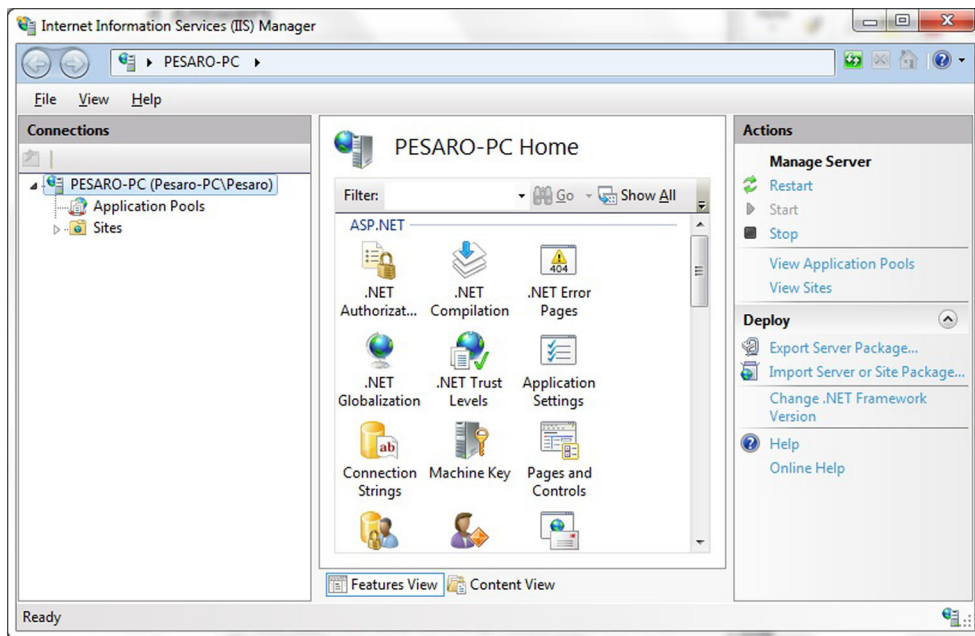 Internet Information Services (IIS) Manager
PESARO-PC
File View Help
Connections
PESARO-PC (Pesaro-PC\Pesaro)
Application Pools
Sites
PESARO-PC Home
Filter: Go Show All
ASP.NET
404
.NET Authorizat...
.NET Compilation
.NET Error Pages
.NET Globalization
.NET Trust Levels
Application Settings
ab
Connection Strings
Machine Key
Pages and Controls
Features View Content View
Actions
Manage Server
Restart
Start
Stop
View Application Pools
View Sites
Deploy
Export Server Package...
Import Server or Site Package...
Change .NET Framework
Version
Help
Online Help
Ready